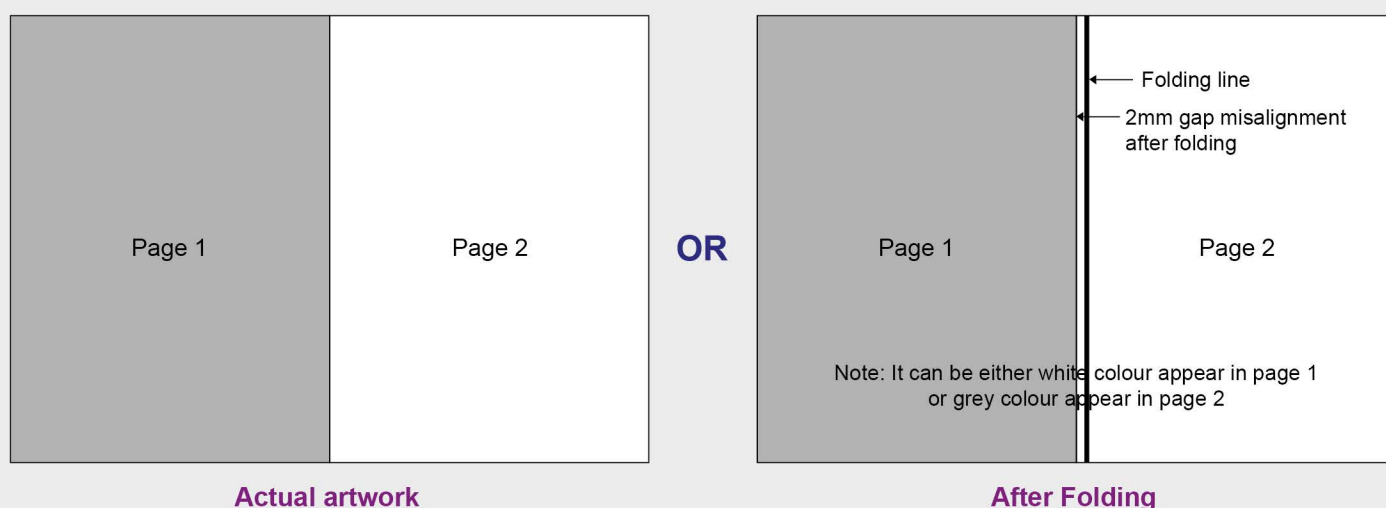 Page 1
Page 2
Actual artwork
OR
Folding line
2mm gap misalignment
after folding
Page 1
Page 2
Note: It can be either white colour appear in page 1
or grey colour appear in page 2
After Folding